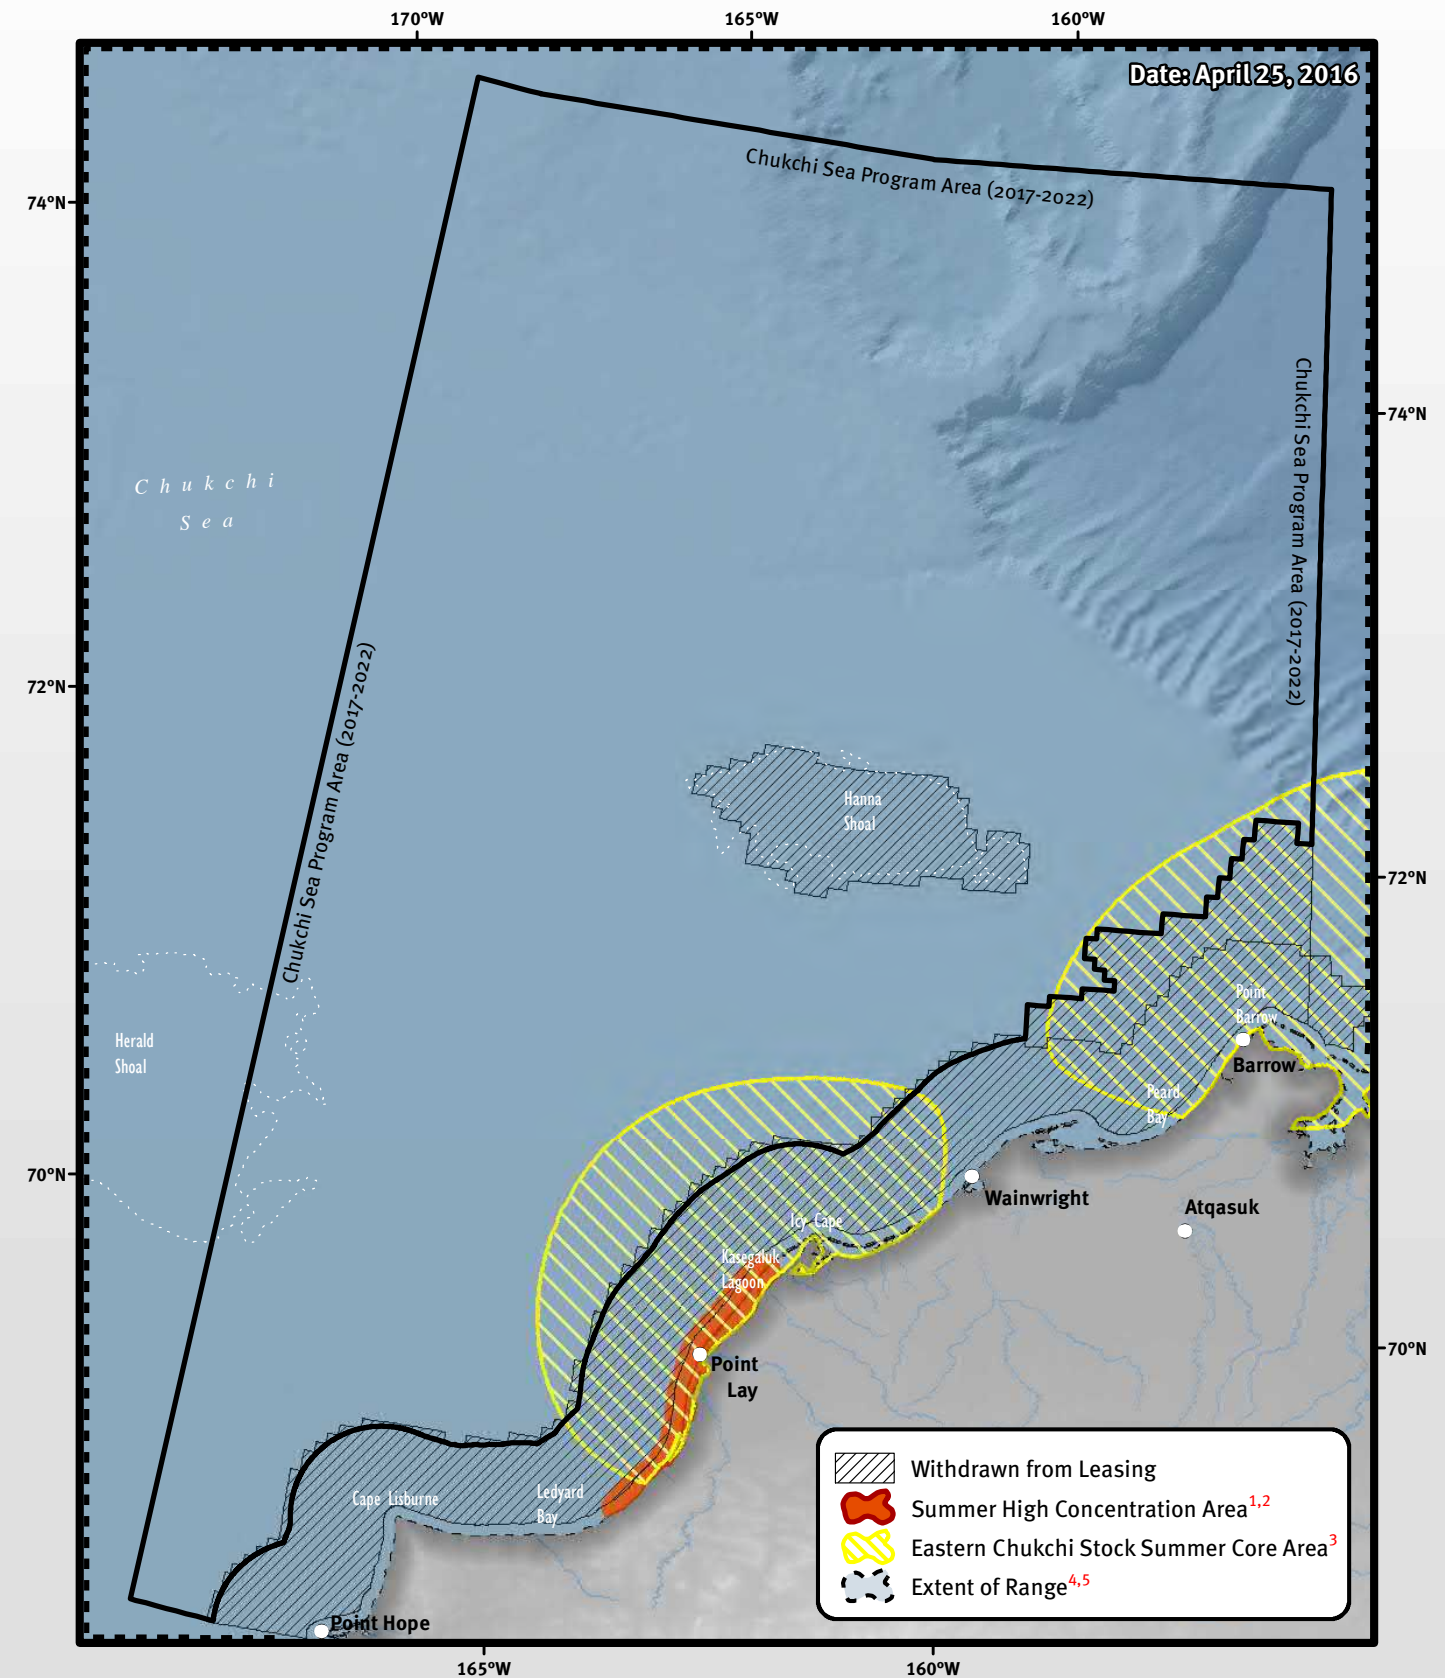 170°W
165°W
160°W
Date: April 25, 2016
Chukchi Sea Program Area (2017-2022)
74°N
74°N
Chukchi Sea Program Area (2017-2022)
Chukchi
Sea
Chukchi Sea Program Area (2017-2022)
72°N
72°N
Hanna
Shoal
Herald
Shoal
Point
Barrow
Barrow
Peard
Bay
70°N
Wainwright
Atqasuk
Icy Cape
Kasegaluk
Lagoon
70°N
Point
Lay
Cape Lisburne
Ledyard
Bay
Point Hope
Withdrawn from Leasing
Summer High Concentration Area1,2
Eastern Chukchi Stock Summer Core Area3
Extent of Range4,5
165°W
160°W